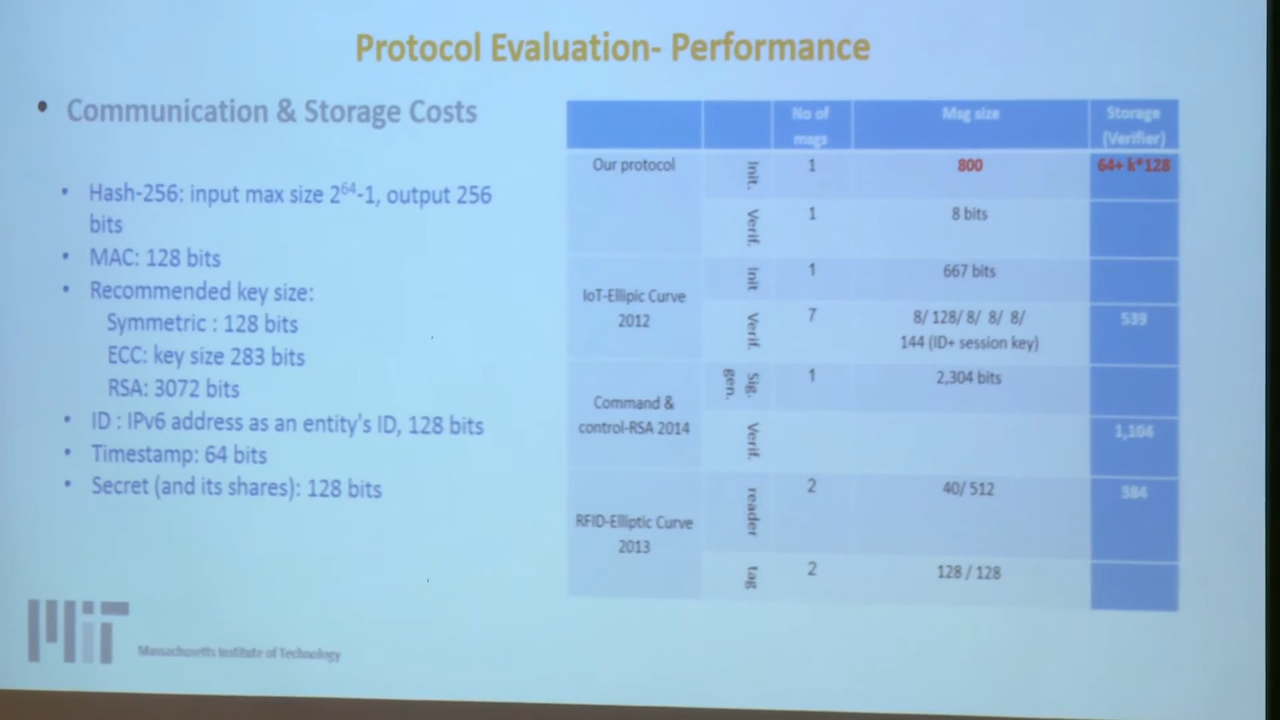 Protocol Evaluation- Performance
• Communication & Storage Costs
• Hash-256: input max size 2^64-1, output 256
bits
• MAC: 128 bits
• Recommended key size:
Symmetric : 128 bits
ECC: key size 283 bits
RSA: 3072 bits
• ID : IPv6 address as an entity's ID, 128 bits
• Timestamp: 64 bits
• Secret (and its shares): 128 bits
No of
msgs
Msg size
Storage
(Verifier)
Our protocol
Init.
1
800
64+ k*128
Verif.
1
8 bits
IoT-Ellipic Curve
2012
Init
1
667 bits
Verif.
7
8/ 128/ 8/ 8/ 8/
144 (ID+ session key)
539
Command &
control-RSA 2014
Sig.
gen.
1
2,304 bits
Verif.
1,104
RFID-Elliptic Curve
2013
reader
2
40/ 512
384
tag
2
128 / 128
MIT
Massachusetts Institute of Technology